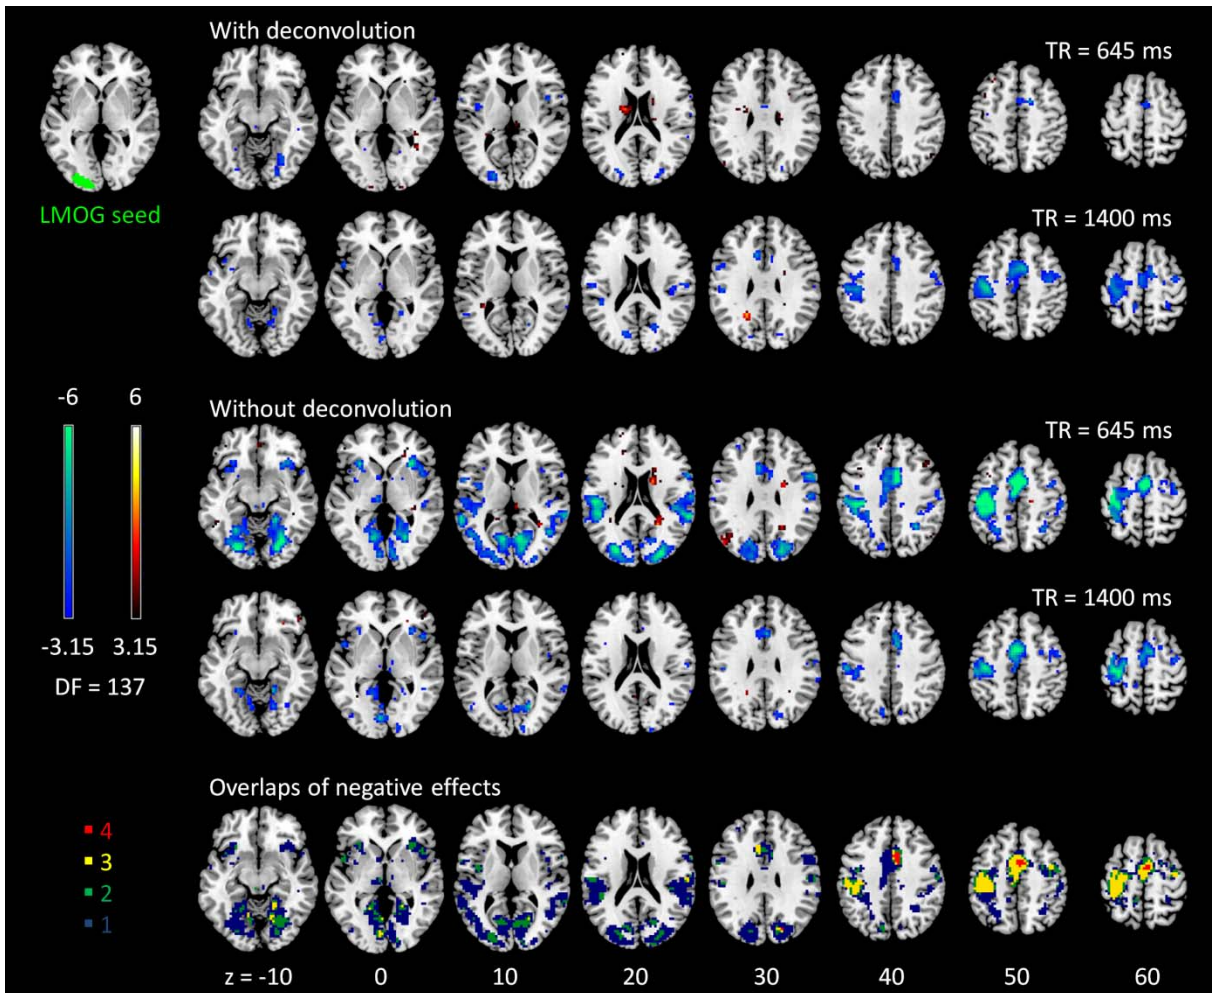 With deconvolution
TR = 645 ms
LMOG seed
TR = 1400 ms
-6 6
Without deconvolution
TR = 645 ms
TR = 1400 ms
-3.15 3.15
DF = 137
Overlaps of negative effects
4
3
2
1
z = -10 0 10 20 30 40 50 60